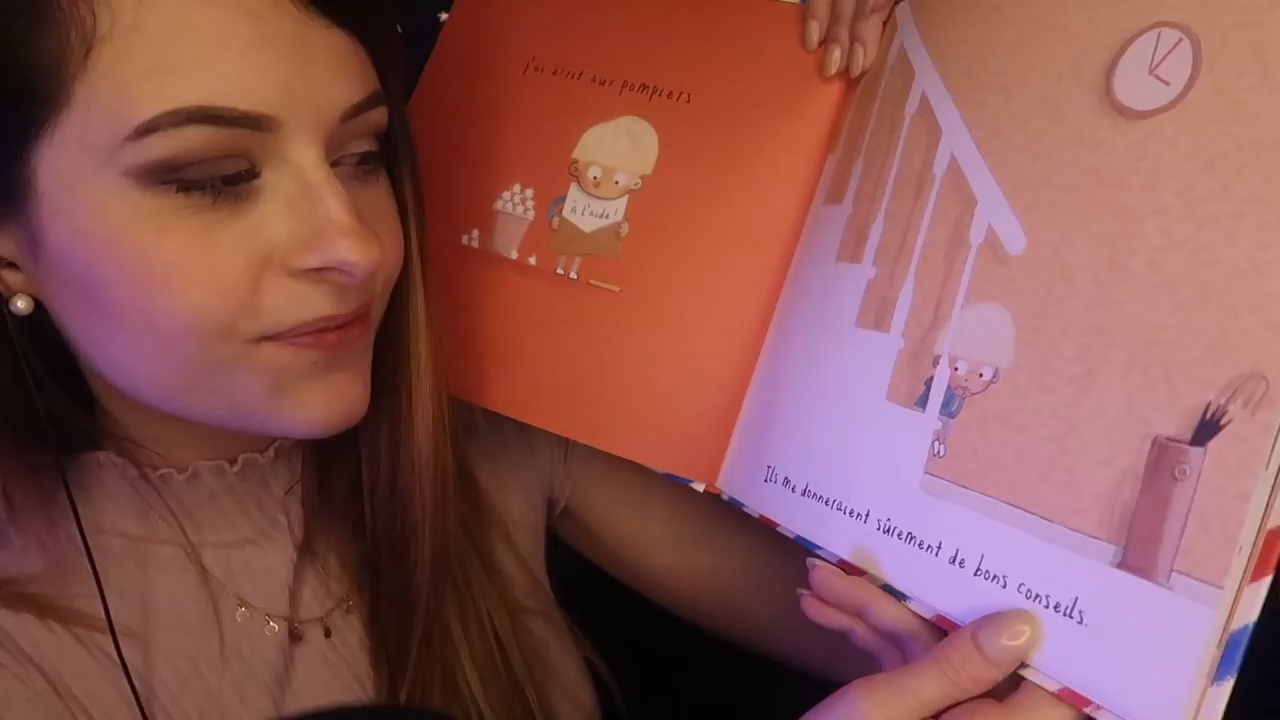 j'ai écrit aux pompiers
À l'aide !
Ils me donneraient sûrement de bons conseils.